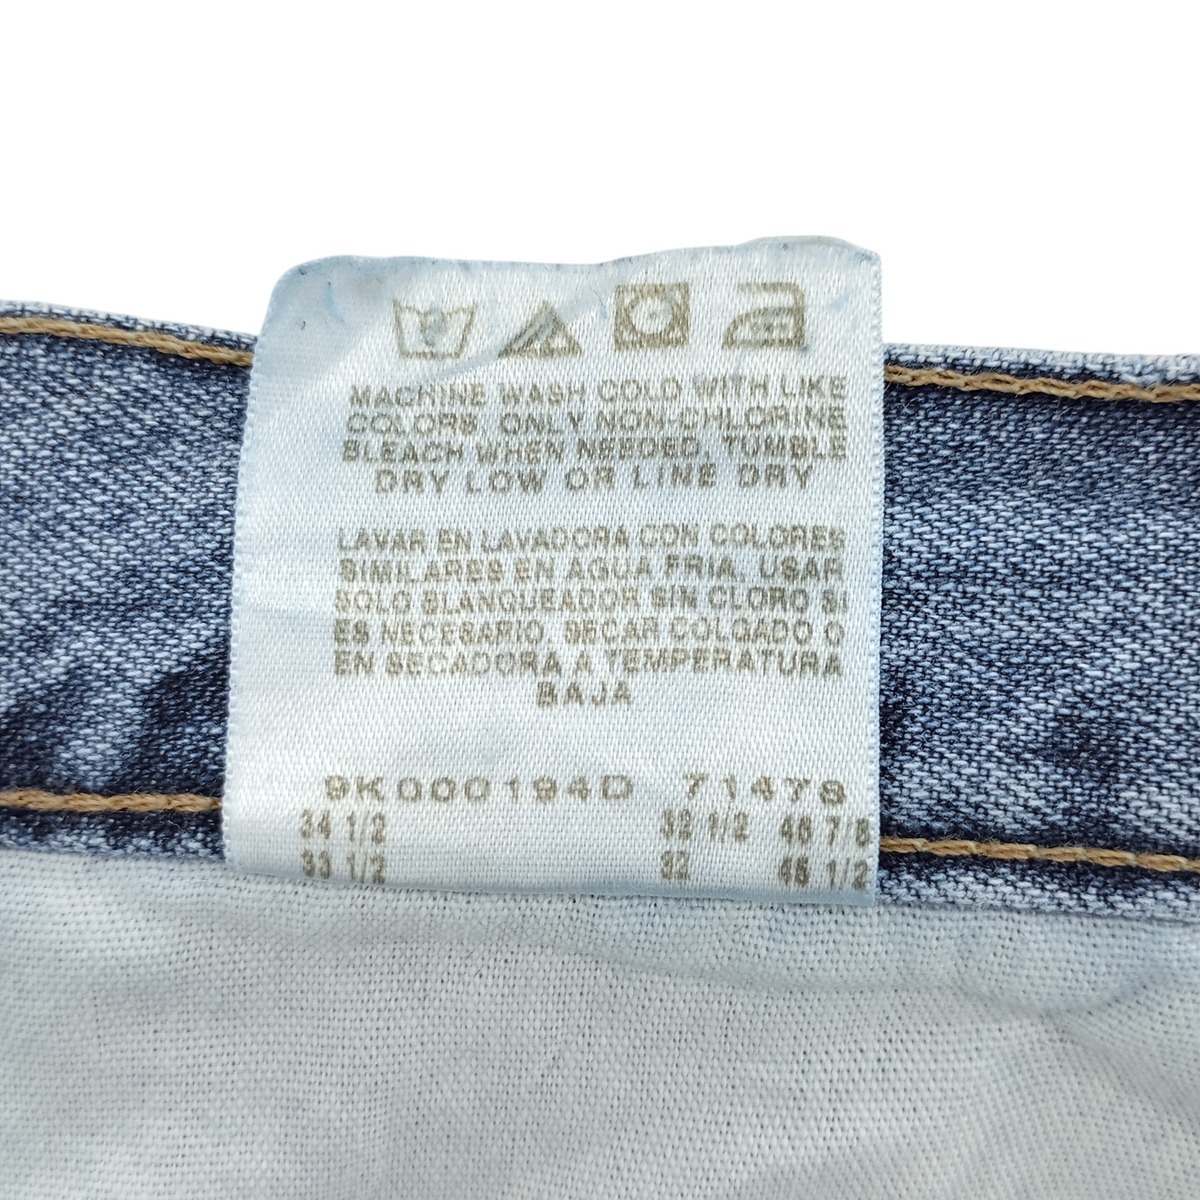 MACHINE WASH COLD WITH LIKE
COLORS. ONLY NON-CHLORINE
BLEACH WHEN NEEDED. TUMBLE
DRY LOW OR LINE DRY
LAVAR EN LAVADORA CON COLORES
SIMILARES EN AGUA FRIA. USAR
SOLO BLANQUEADOR SIN CLORO SI
ES NECESARIO. SECAR COLGADO O
EN SECADORA A TEMPERATURA
BAJA
9K000194D 71478
34 1/2 32 1/2 46 7/8
33 1/2 32 46 1/2